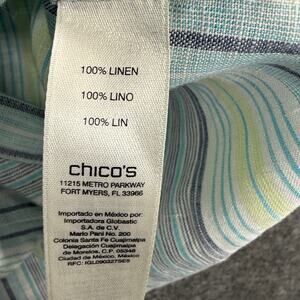 100% LINEN
100% LINO
100% LIN
chico's
11215 METRO PARKWAY
FORT MYERS, FL 33966
Importado en México por:
Importadora Globastic
S.A. de C.V.
Mario Pani No. 200
Colonia Santa Fe Cuajimalpa
Delegación Cuajimalpa
de Morelos, C.P. 05348
Ciudad de México, México
RFC: IGL090327SE5